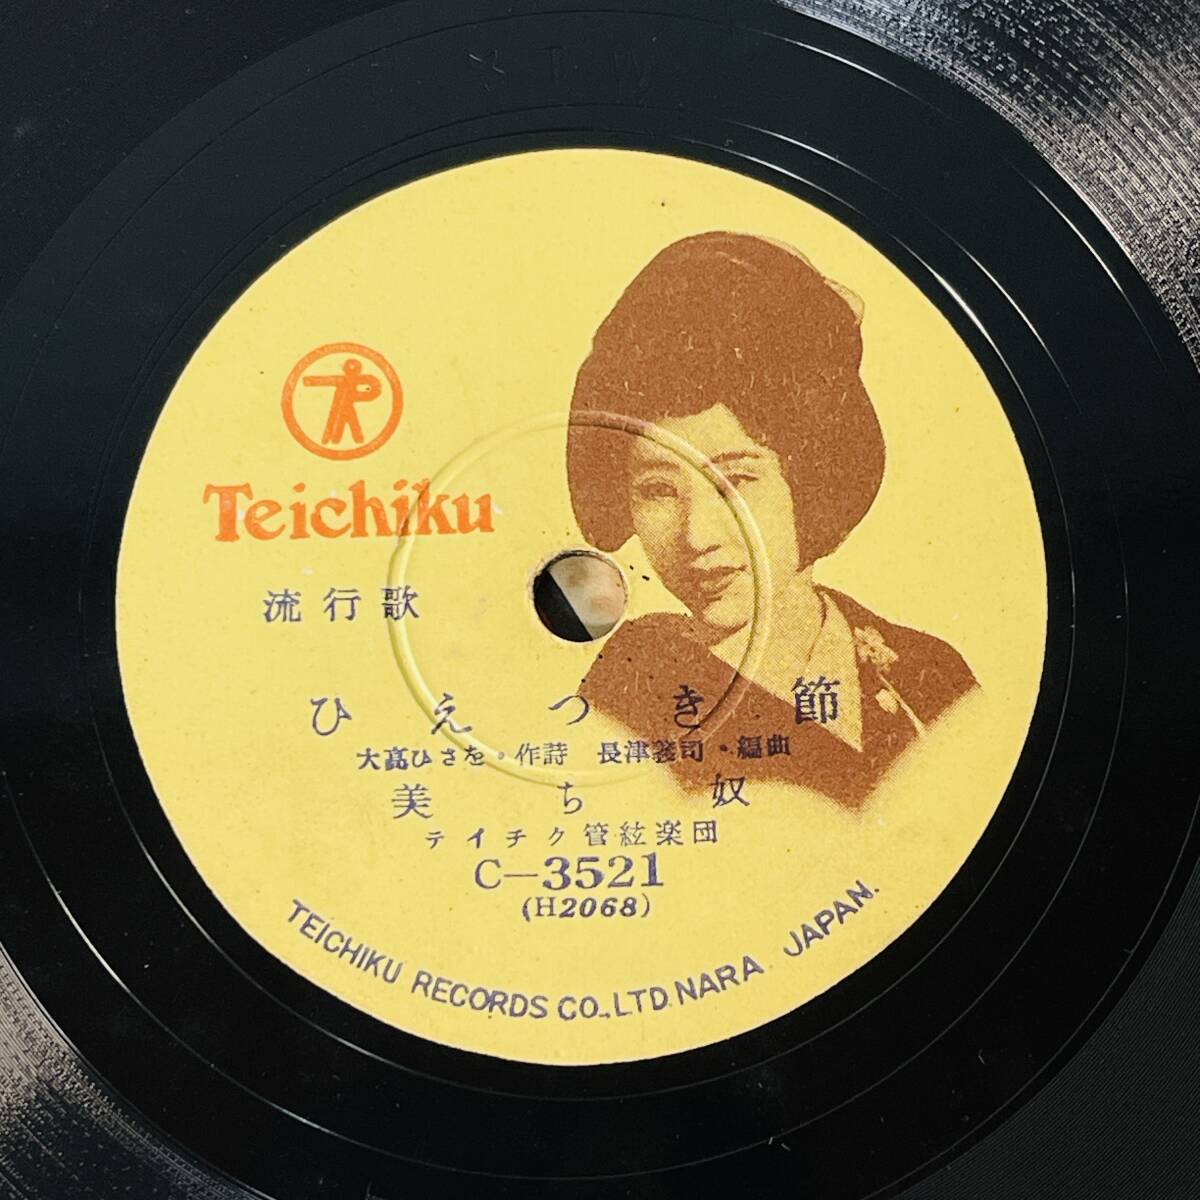 Teichiku
流行歌
ひえつき節
大高ひさを・作詩 長津義司・編曲
美ち奴
テイチク管絃楽団
C-3521
(H2068)
TEICHIKU RECORDS CO., LTD. NARA. JAPAN.